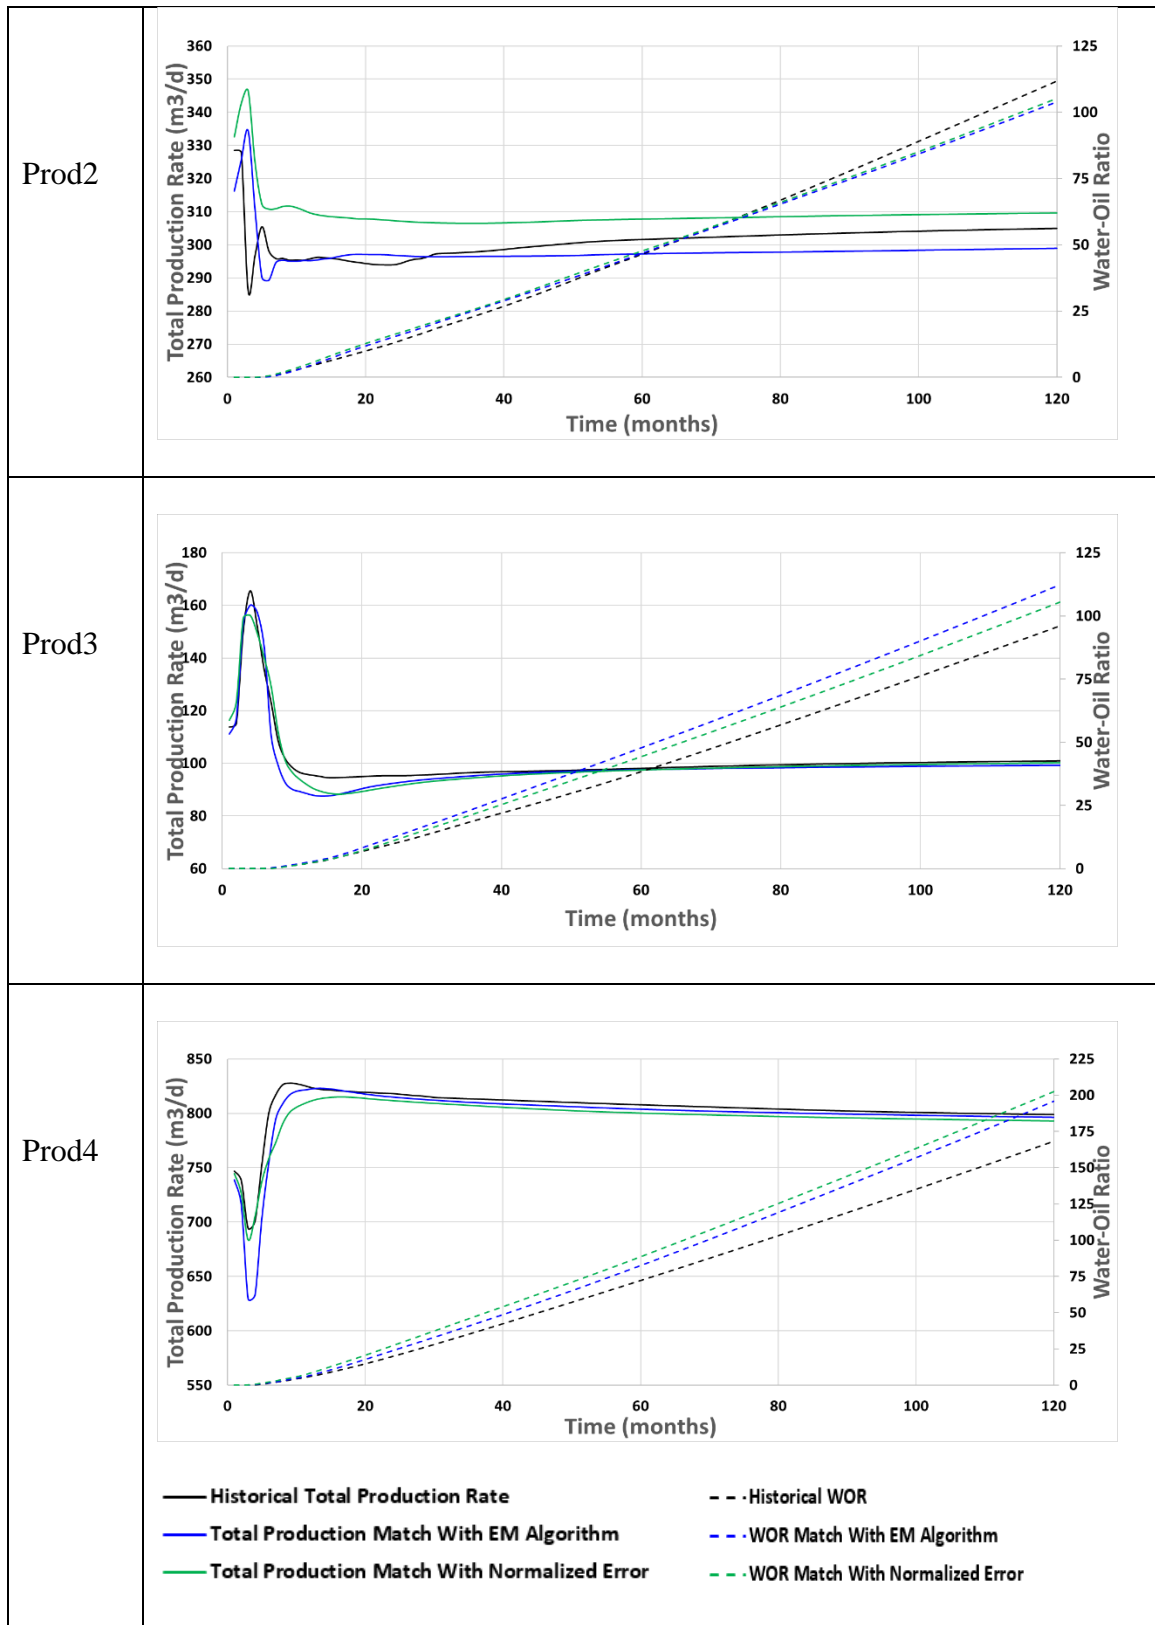 Prod2
Total Production Rate (m3/d)
360
350
340
330
320
310
300
290
280
270
260
125
100
75
50
25
0
Water-Oil Ratio
0 20 40 60 80 100 120
Time (months)
Prod3
Total Production Rate (m3/d)
180
160
140
120
100
80
60
125
100
75
50
25
0
Water-Oil Ratio
0 20 40 60 80 100 120
Time (months)
Prod4
Total Production Rate (m3/d)
850
800
750
700
650
600
550
225
200
175
150
125
100
75
50
25
0
Water-Oil Ratio
0 20 40 60 80 100 120
Time (months)
Historical Total Production Rate
Historical WOR
Total Production Match With EM Algorithm
WOR Match With EM Algorithm
Total Production Match With Normalized Error
WOR Match With Normalized Error